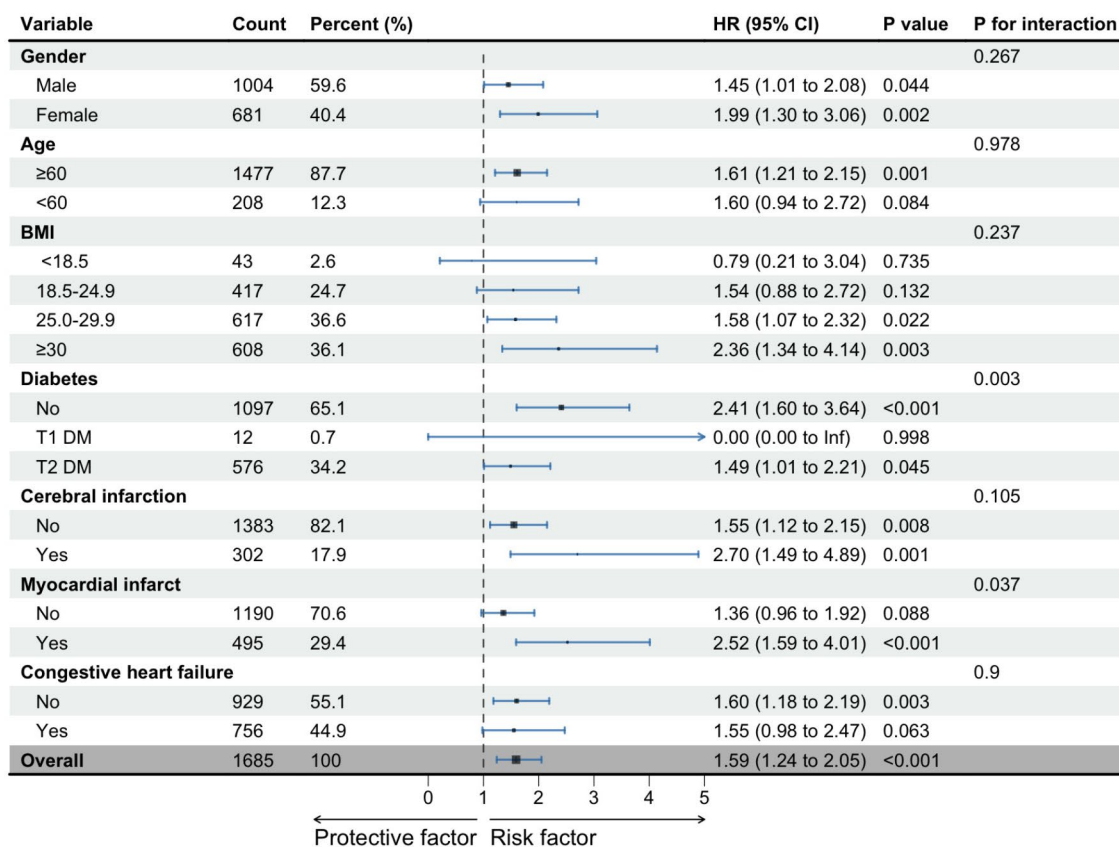 Variable Count Percent (%) HR (95% CI) P value P for interaction
Gender 0.267
Male 1004 59.6 1.45 (1.01 to 2.08) 0.044
Female 681 40.4 1.99 (1.30 to 3.06) 0.002
Age 0.978
≥60 1477 87.7 1.61 (1.21 to 2.15) 0.001
<60 208 12.3 1.60 (0.94 to 2.72) 0.084
BMI 0.237
<18.5 43 2.6 0.79 (0.21 to 3.04) 0.735
18.5-24.9 417 24.7 1.54 (0.88 to 2.72) 0.132
25.0-29.9 617 36.6 1.58 (1.07 to 2.32) 0.022
≥30 608 36.1 2.36 (1.34 to 4.14) 0.003
Diabetes 0.003
No 1097 65.1 2.41 (1.60 to 3.64) <0.001
T1 DM 12 0.7 0.00 (0.00 to Inf) 0.998
T2 DM 576 34.2 1.49 (1.01 to 2.21) 0.045
Cerebral infarction 0.105
No 1383 82.1 1.55 (1.12 to 2.15) 0.008
Yes 302 17.9 2.70 (1.49 to 4.89) 0.001
Myocardial infarct 0.037
No 1190 70.6 1.36 (0.96 to 1.92) 0.088
Yes 495 29.4 2.52 (1.59 to 4.01) <0.001
Congestive heart failure 0.9
No 929 55.1 1.60 (1.18 to 2.19) 0.003
Yes 756 44.9 1.55 (0.98 to 2.47) 0.063
Overall 1685 100 1.59 (1.24 to 2.05) <0.001
0 1 2 3 4 5
Protective factor Risk factor